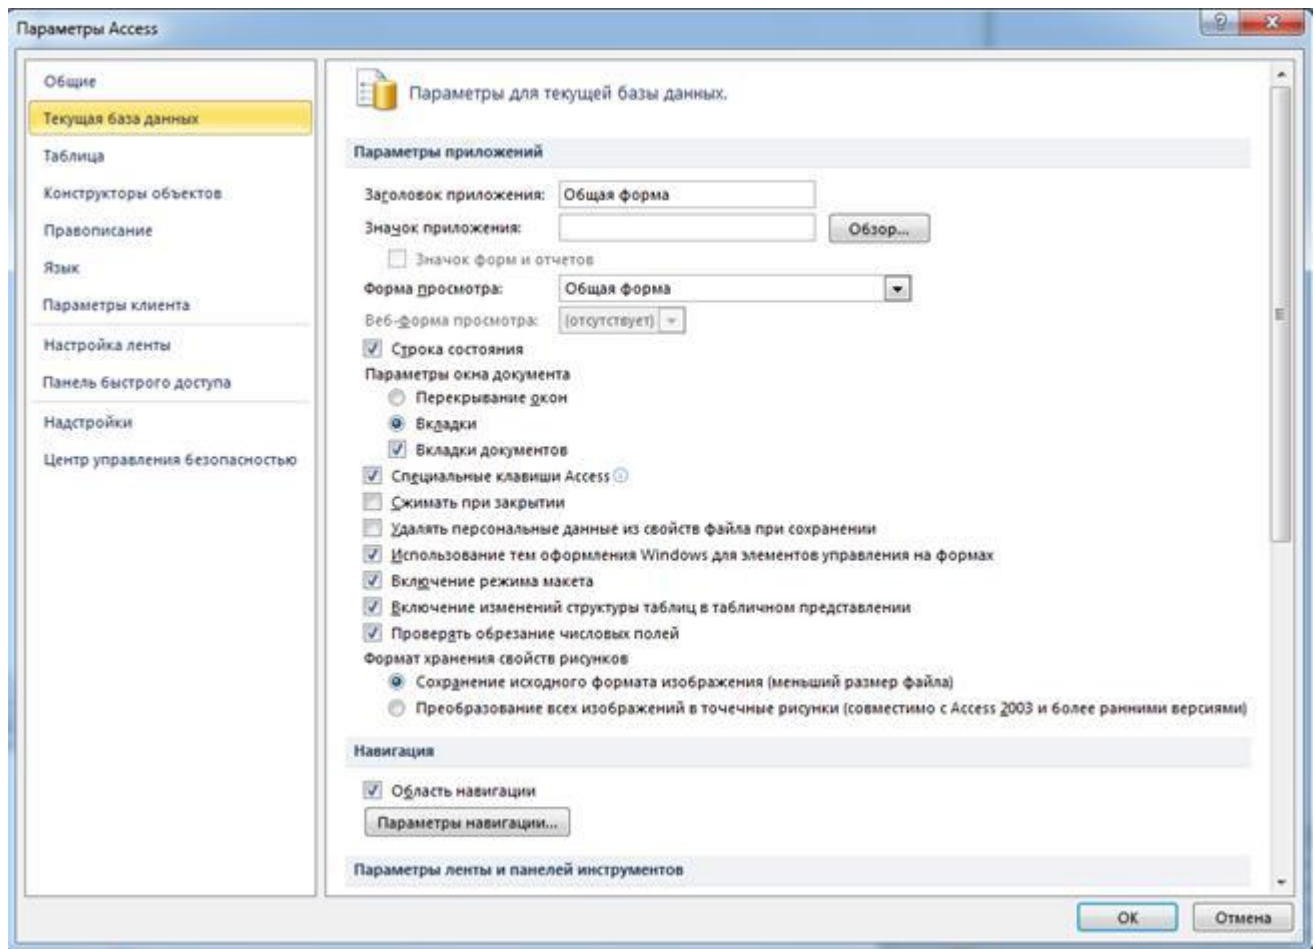 Параметры Access
Общие
Текущая база данных
Таблица
Конструкторы объектов
Правописание
Язык
Параметры клиента
Настройка ленты
Панель быстрого доступа
Надстройки
Центр управления безопасностью
Параметры для текущей базы данных.
Параметры приложений
Заголовок приложения: Общая форма
Значок приложения: Обзор...
Значок форм и отчетов
Форма просмотра: Общая форма
Веб-форма просмотра: (отсутствует)
Строка состояния
Параметры окна документа
Перекрывание окон
Вкладки
Вкладки документов
Специальные клавиши Access
Сжимать при закрытии
Удалять персональные данные из свойств файла при сохранении
Использование тем оформления Windows для элементов управления на формах
Включение режима макета
Включение изменений структуры таблиц в табличном представлении
Проверять обрезание числовых полей
Формат хранения свойств рисунков
Сохранение исходного формата изображения (меньший размер файла)
Преобразование всех изображений в точечные рисунки (совместимо с Access 2003 и более ранними версиями)
Навигация
Область навигации
Параметры навигации...
Параметры ленты и панелей инструментов
ОК Отмена